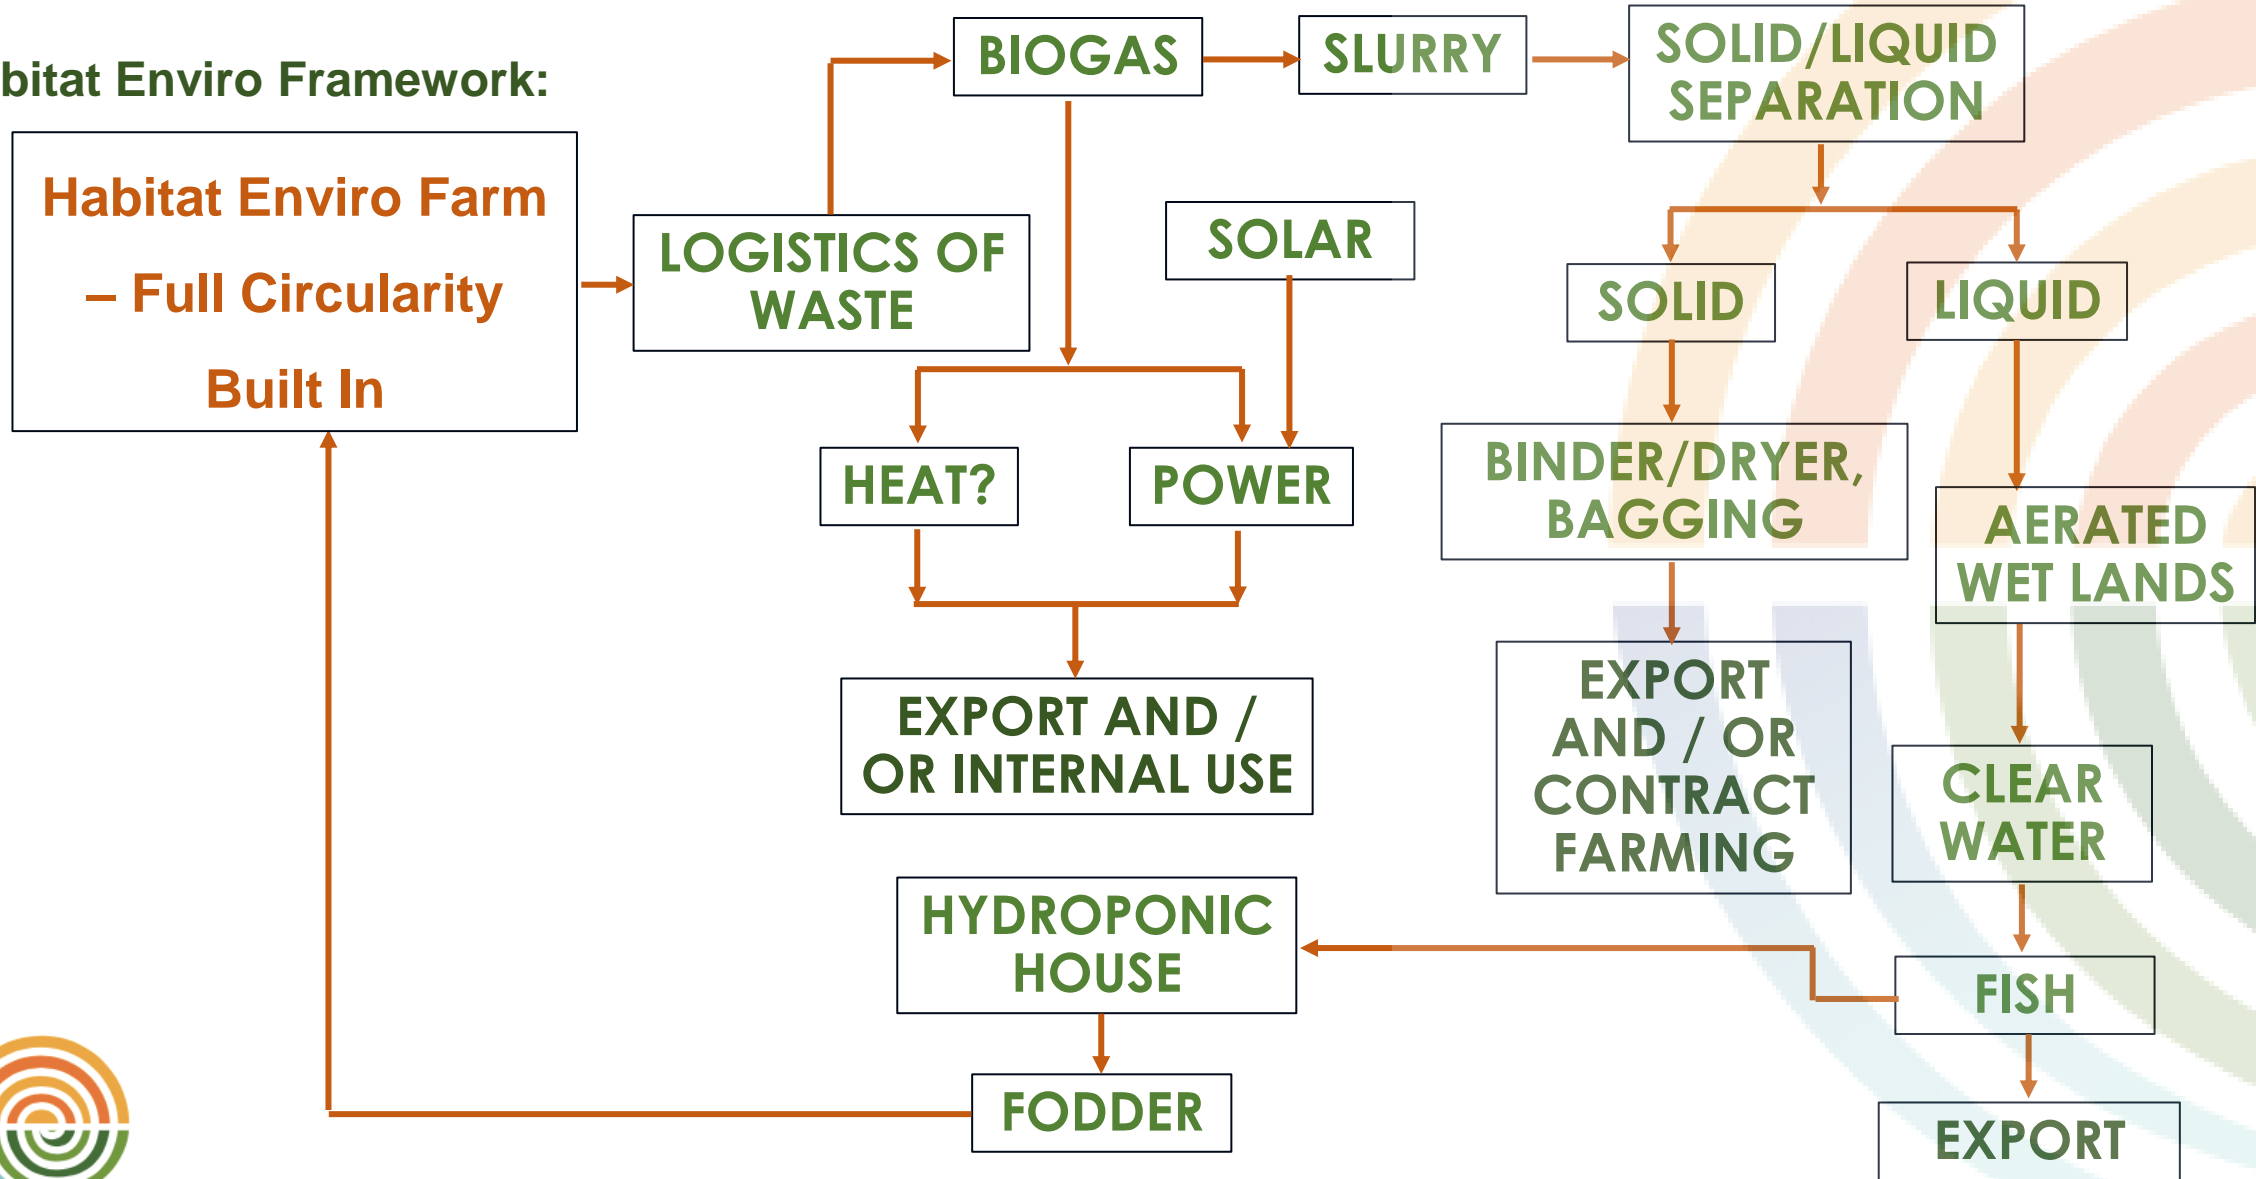 bitat Enviro Framework:
Habitat Enviro Farm
– Full Circularity
Built In
LOGISTICS OF
WASTE
BIOGAS
SLURRY
SOLID/LIQUID
SEPARATION
SOLAR
SOLID
LIQUID
HEAT?
POWER
BINDER/DRYER,
BAGGING
AERATED
WET LANDS
EXPORT AND /
OR INTERNAL USE
EXPORT
AND / OR
CONTRACT
FARMING
CLEAR
WATER
HYDROPONIC
HOUSE
FISH
FODDER
EXPORT